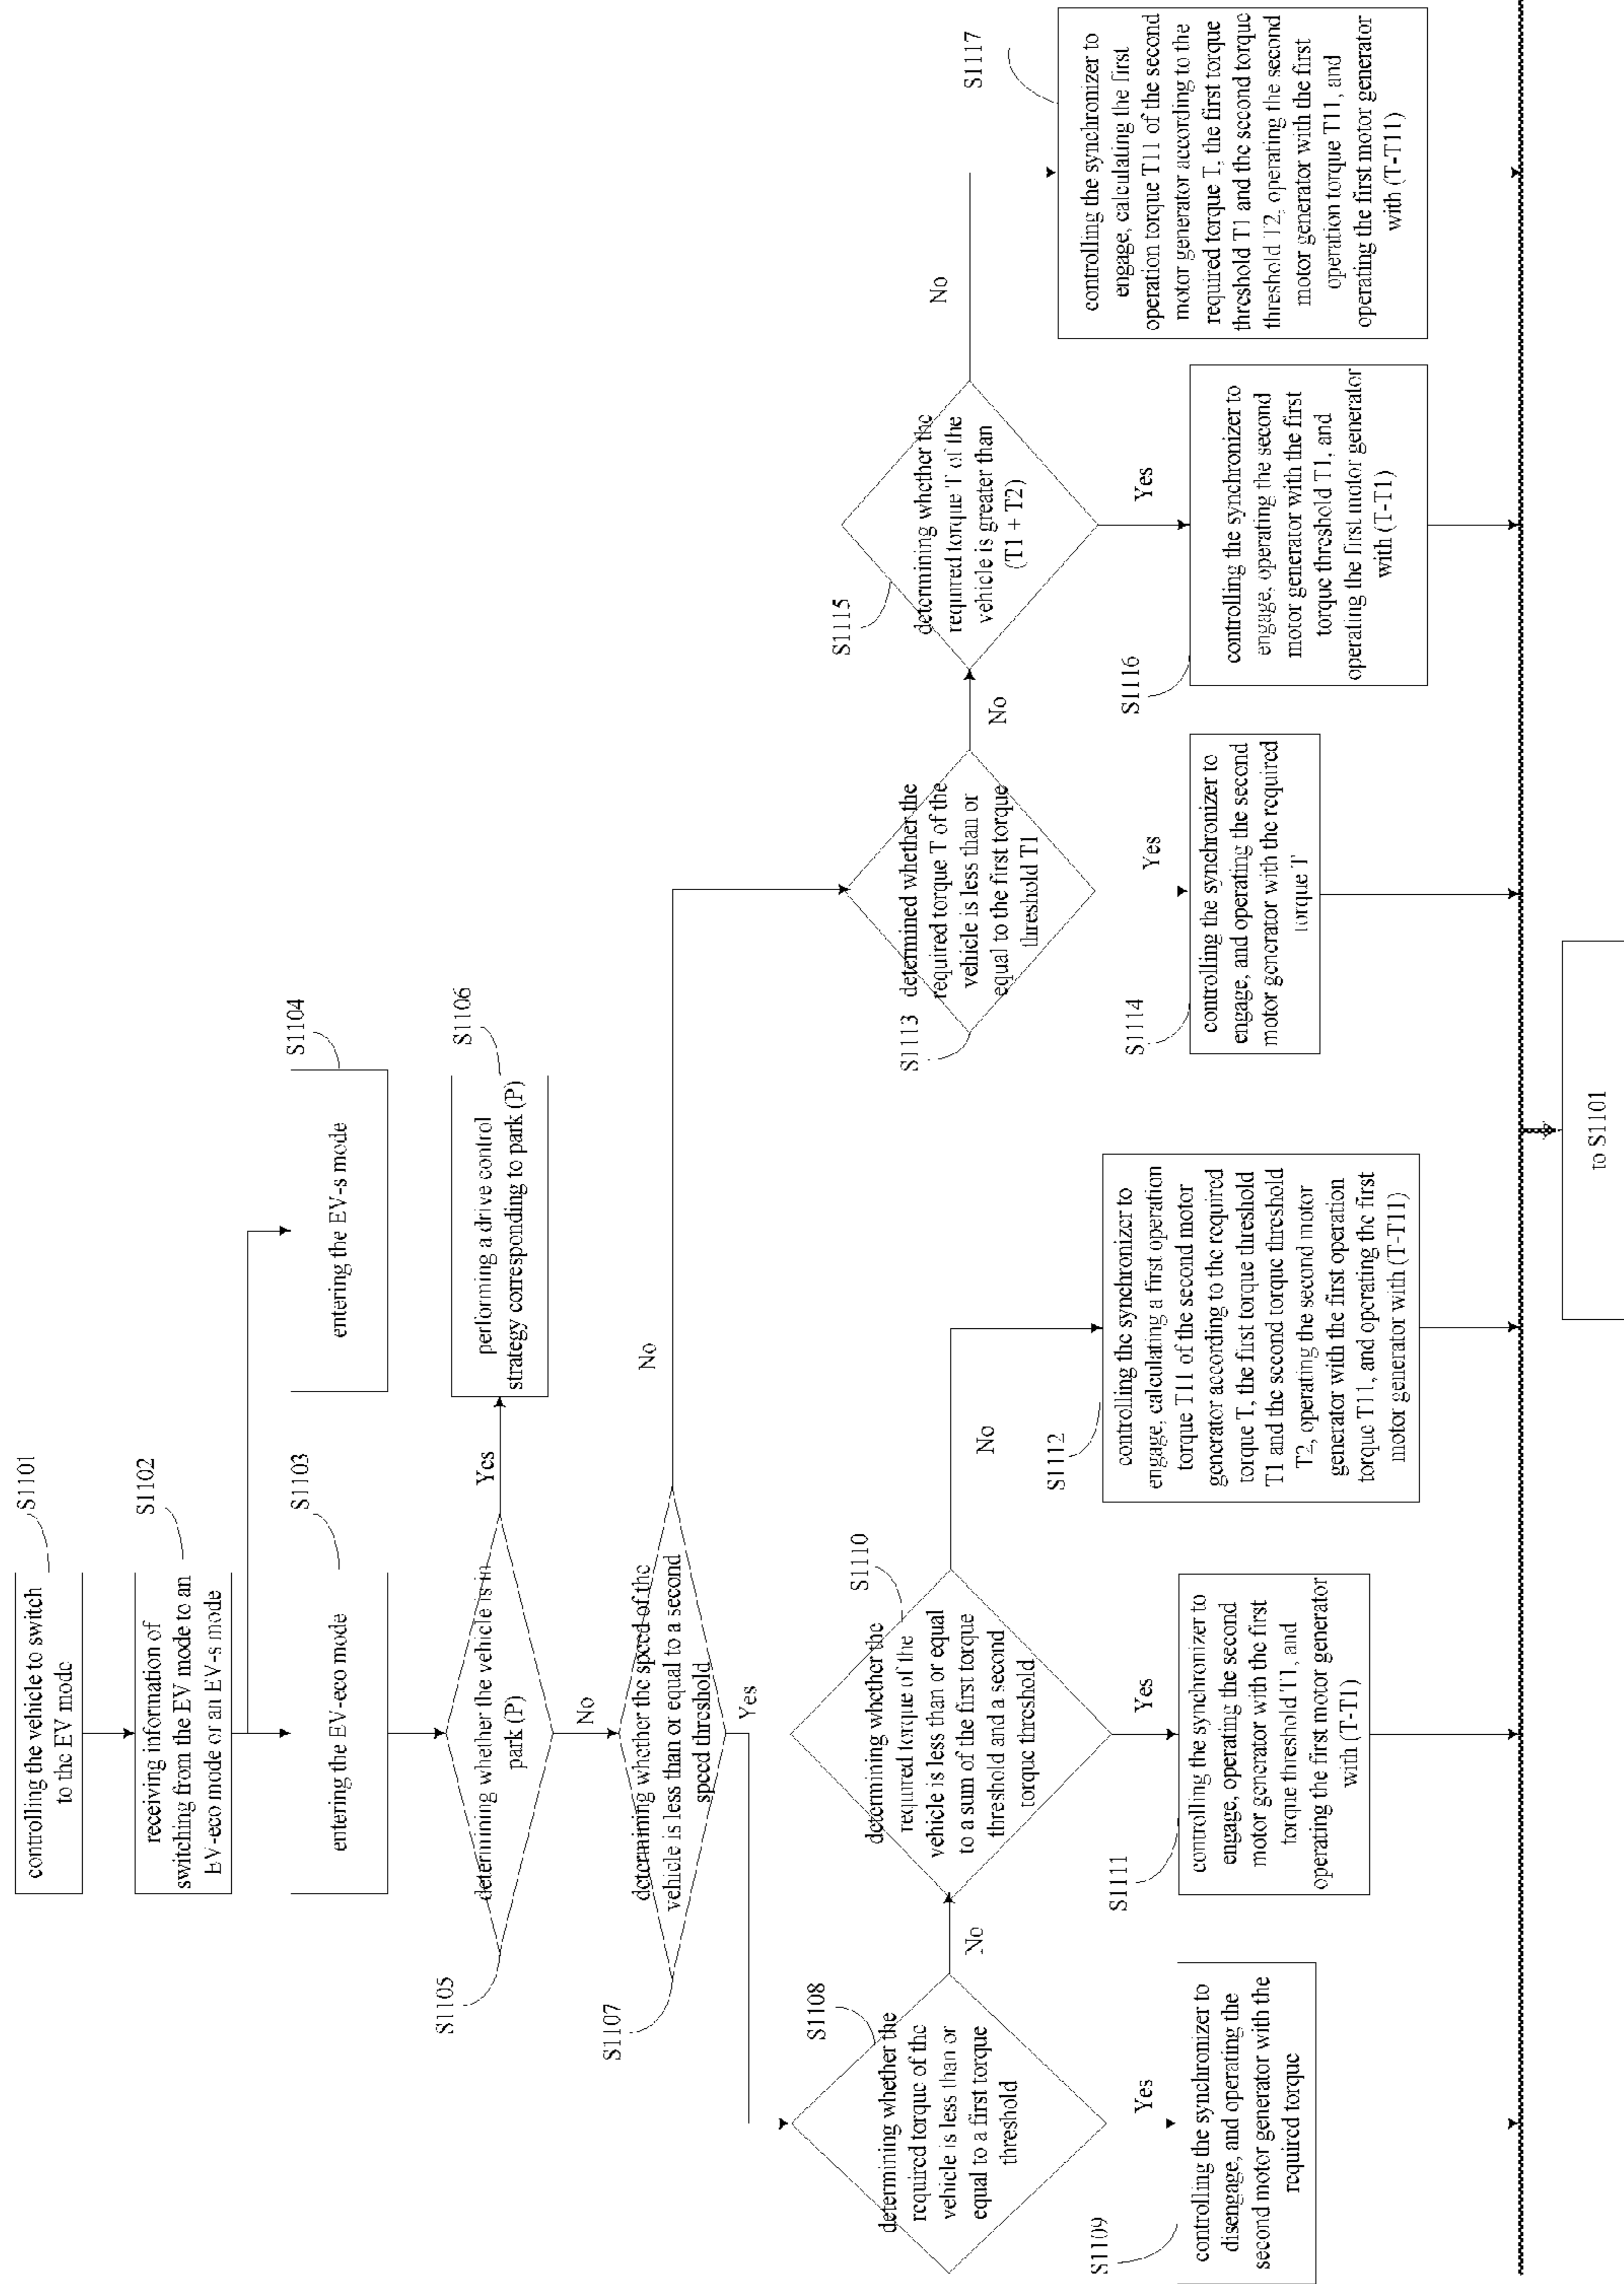 S1101
controlling the vehicle to switch
to the EV mode
S1102
receiving information of
switching from the EV mode to an
EV-eco mode or an EV-s mode
S1103
entering the EV-eco mode
S1104
entering the EV-s mode
S1105
determining whether the vehicle is in
park (P)
Yes
No
S1106
performing a drive control
strategy corresponding to park (P)
S1107
determining whether the speed of the
vehicle is less than or equal to a second
speed threshold
Yes
No
S1108
determining whether the
required torque of the
vehicle is less than or
equal to a first torque
threshold
Yes
No
S1109
controlling the synchronizer to
disengage, and operating the
second motor generator with the
required torque
S1110
determining whether the
required torque of the
vehicle is less than or equal
to a sum of the first torque
threshold and a second
torque threshold
Yes
No
S1111
controlling the synchronizer to
engage, operating the second
motor generator with the first
torque threshold T1, and
operating the first motor generator
with (T-T1)
S1112
controlling the synchronizer to
engage, calculating a first operation
torque T11 of the second motor
generator according to the required
torque T, the first torque threshold
T1 and the second torque threshold
T2, operating the second motor
generator with the first operation
torque T11, and operating the first
motor generator with (T-T11)
S1113
determined whether the
required torque T of the
vehicle is less than or
equal to the first torque
threshold T1
Yes
No
S1114
controlling the synchronizer to
engage, and operating the second
motor generator with the required
torque T
S1115
determining whether the
required torque T of the
vehicle is greater than
(T1 + T2)
Yes
No
S1116
controlling the synchronizer to
engage, operating the second
motor generator with the first
torque threshold T1, and
operating the first motor generator
with (T-T1)
S1117
controlling the synchronizer to
engage, calculating the first
operation torque T11 of the second
motor generator according to the
required torque T, the first torque
threshold T1 and the second torque
threshold T2, operating the second
motor generator with the first
operation torque T11, and
operating the first motor generator
with (T-T11)
to S1101